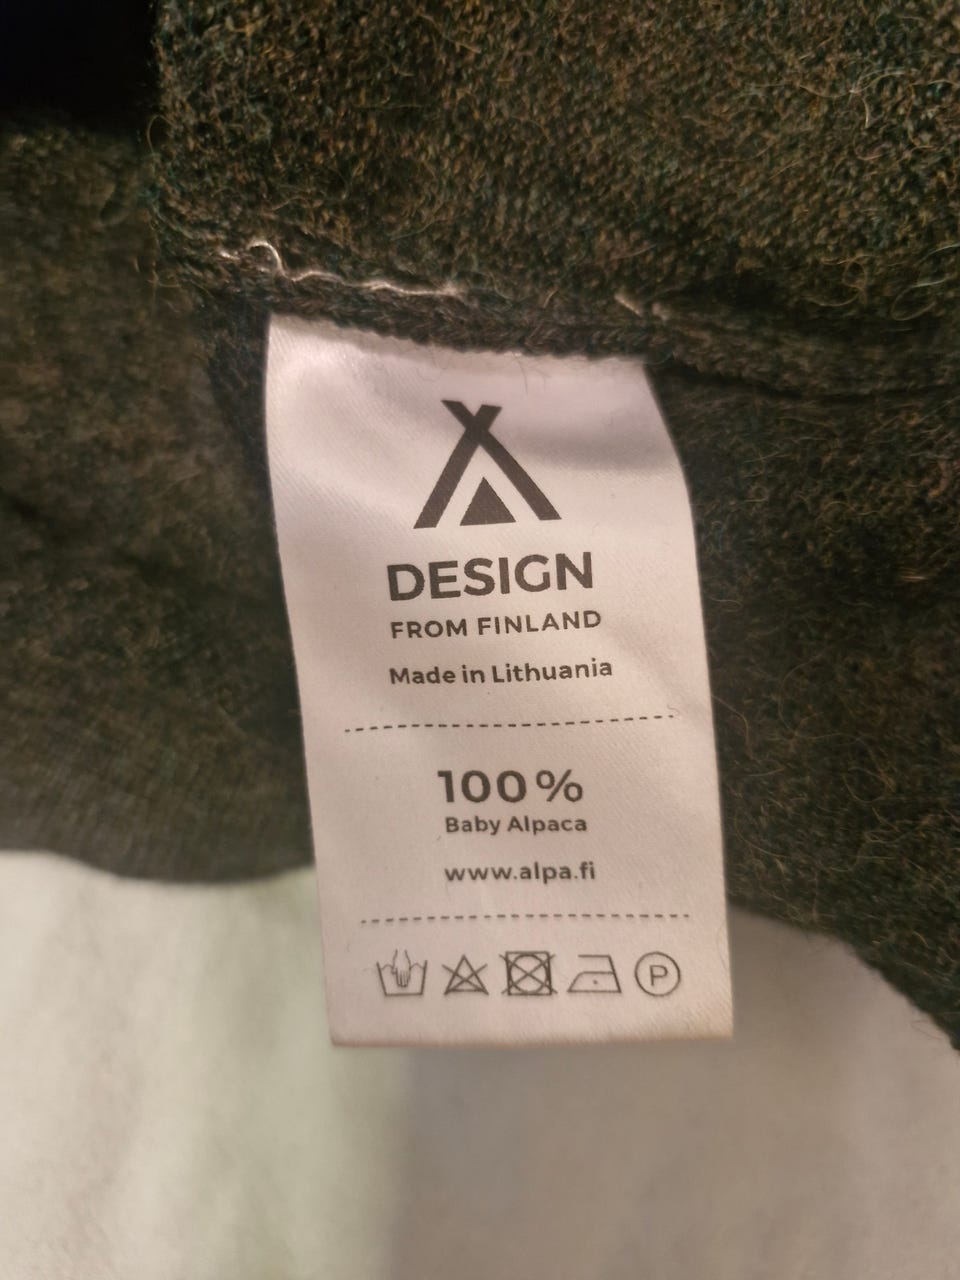 DESIGN
FROM FINLAND
Made in Lithuania
100%
Baby Alpaca
www.alpa.fi
P